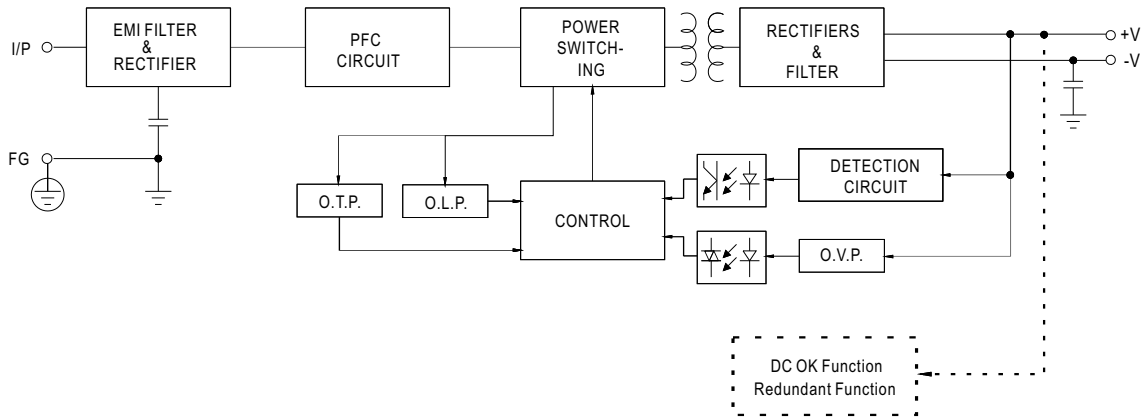 I/P
EMI FILTER
&
RECTIFIER
PFC
CIRCUIT
POWER
SWITCH-
ING
RECTIFIERS
&
FILTER
+V
-V
FG
O.T.P.
O.L.P.
CONTROL
DETECTION
CIRCUIT
O.V.P.
DC OK Function
Redundant Function